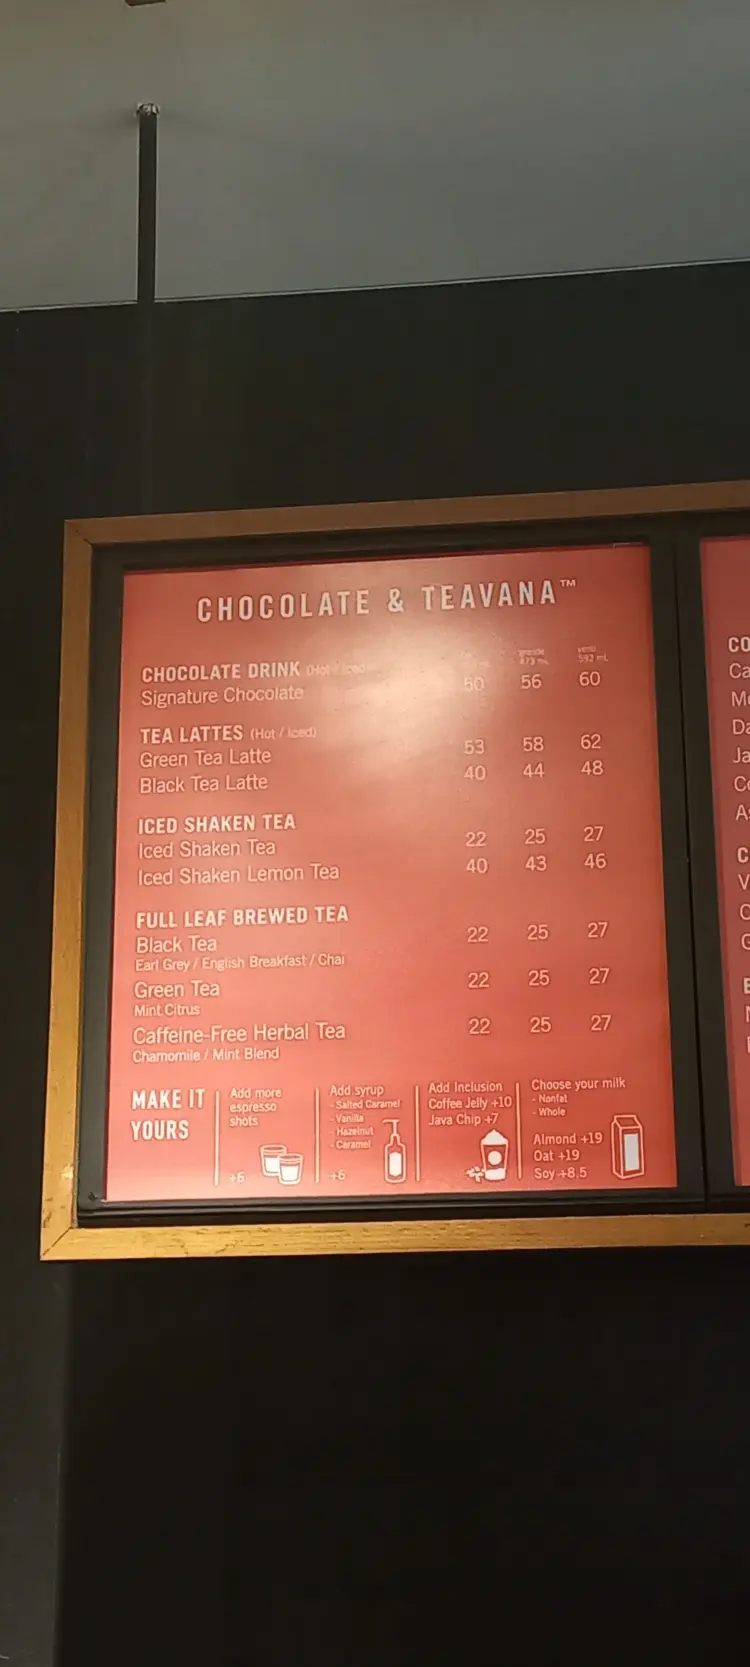 CHOCOLATE & TEAVANA™
grande venti
473 mL 592 mL
CHOCOLATE DRINK (Hot / Iced)
Signature Chocolate 50 56 60
TEA LATTES (Hot / Iced)
Green Tea Latte 53 58 62
Black Tea Latte 40 44 48
ICED SHAKEN TEA
Iced Shaken Tea 22 25 27
Iced Shaken Lemon Tea 40 43 46
FULL LEAF BREWED TEA
Black Tea 22 25 27
Earl Grey / English Breakfast / Chai
Green Tea 22 25 27
Mint Citrus
Caffeine-Free Herbal Tea 22 25 27
Chamomile / Mint Blend
MAKE IT
YOURS
Add more
espresso
shots
+6
Add syrup
- Salted Caramel
- Vanilla
- Hazelnut
- Caramel
+6
Add Inclusion
Coffee Jelly +10
Java Chip +7
Choose your milk
- Nonfat
- Whole
Almond +19
Oat +19
Soy +8.5